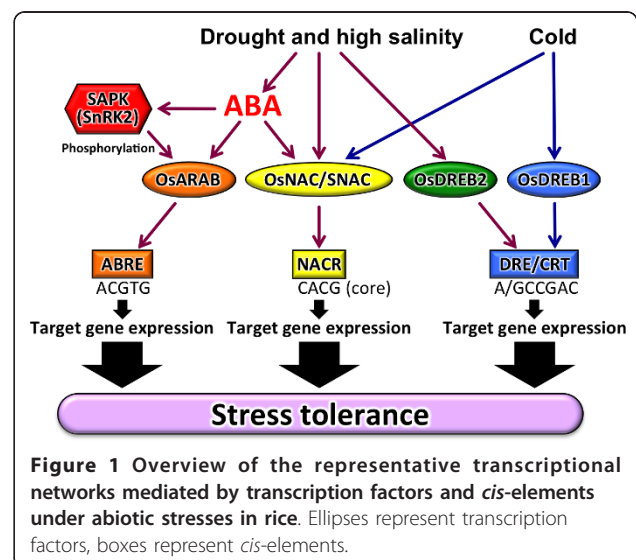 Drought and high salinity Cold
SAPK
(SnRK2)
ABA
Phosphorylation
OsARAB OsNAC/SNAC OsDREB2 OsDREB1
ABRE NACR DRE/CRT
ACGTG CACG (core) A/GCCGAC
Target gene expression Target gene expression Target gene expression
Stress tolerance
Figure 1 Overview of the representative transcriptional
networks mediated by transcription factors and cis-elements
under abiotic stresses in rice. Ellipses represent transcription
factors, boxes represent cis-elements.